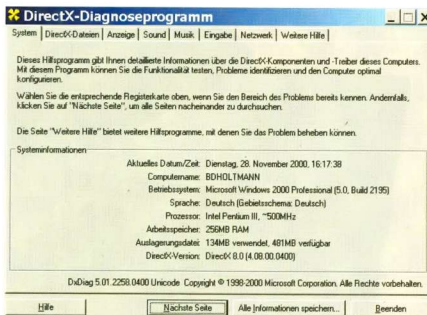 DirectX-Diagnoseprogramm
System DirectX-Dateien Anzeige Sound Musik Eingabe Netzwerk Weitere Hilfe
Dieses Hilfsprogramm gibt Ihnen detaillierte Informationen über die DirectX-Komponenten und -Treiber dieses Computers.
Mit diesem Programm können Sie die Funktionalität testen, Probleme identifizieren und den Computer optimal
konfigurieren.
Wählen Sie die entsprechende Registerkarte oben, wenn Sie den Bereich des Problems bereits kennen. Andernfalls,
klicken Sie auf "Nächste Seite", um alle Seiten nacheinander zu durchsuchen.
Die Seite "Weitere Hilfe" bietet weitere Hilfsprogramme, mit denen Sie das Problem beheben können.
Systeminformationen
Aktuelles Datum/Zeit: Dienstag, 28. November 2000, 16:17:38
Computername: BDHOLTMANN
Betriebssystem: Microsoft Windows 2000 Professional (5.0, Build 2195)
Sprache: Deutsch (Gebietsschema: Deutsch)
Prozessor: Intel Pentium III, ~500MHz
Arbeitsspeicher: 256MB RAM
Auslagerungsdatei: 134MB verwendet, 481MB verfügbar
DirectX-Version: DirectX 8.0 (4.08.00.0400)
DxDiag 5.01.2258.0400 Unicode Copyright © 1998-2000 Microsoft Corporation. Alle Rechte vorbehalten.
Hilfe Nächste Seite Alle Informationen speichern... Beenden